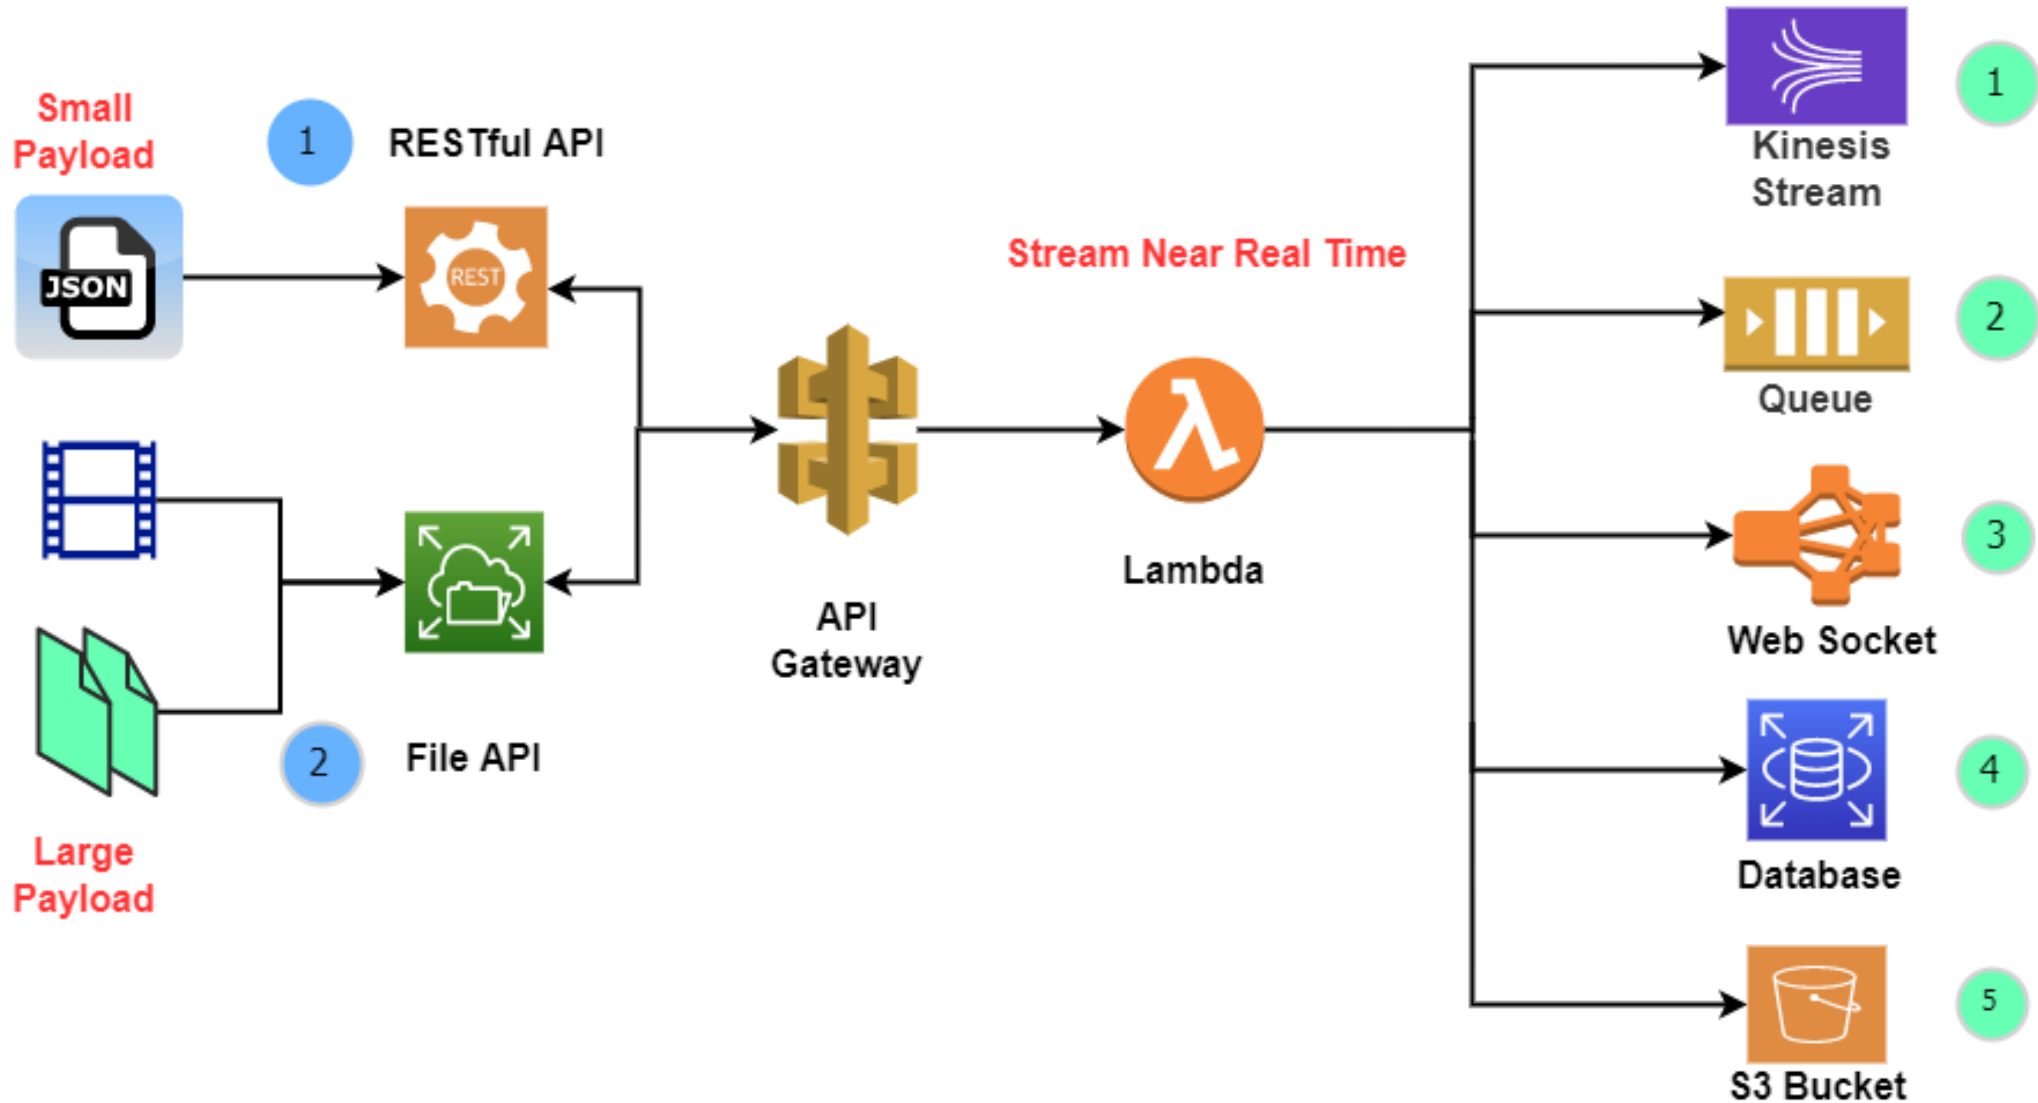 Small
Payload
1
RESTful API
JSON
REST
2
File API
Large
Payload
API
Gateway
Stream Near Real Time
Lambda
Kinesis
Stream
1
Queue
2
Web Socket
3
Database
4
S3 Bucket
5